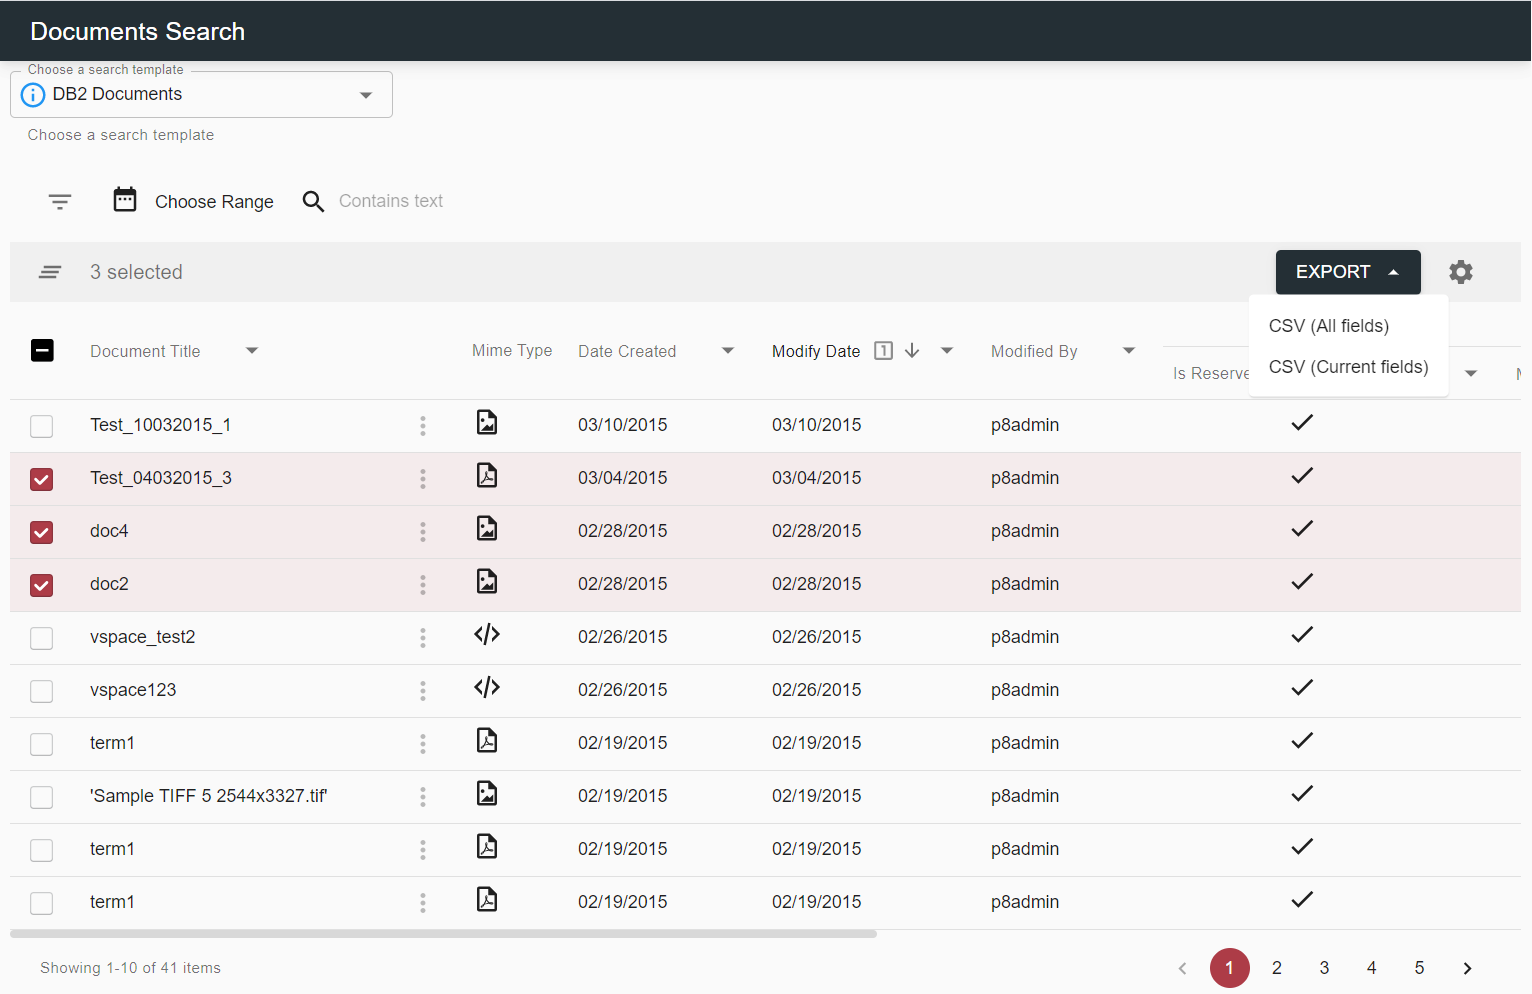 Documents Search
Choose a search template
DB2 Documents
Choose a search template
Choose Range
Contains text
3 selected
EXPORT
CSV (All fields)
CSV (Current fields)
Document Title
Mime Type
Date Created
Modify Date
1
Modified By
Is Reserve
Test_10032015_1 03/10/2015 03/10/2015 p8admin
Test_04032015_3 03/04/2015 03/04/2015 p8admin
doc4 02/28/2015 02/28/2015 p8admin
doc2 02/28/2015 02/28/2015 p8admin
vspace_test2 02/26/2015 02/26/2015 p8admin
vspace123 02/26/2015 02/26/2015 p8admin
term1 02/19/2015 02/19/2015 p8admin
'Sample TIFF 5 2544x3327.tif' 02/19/2015 02/19/2015 p8admin
term1 02/19/2015 02/19/2015 p8admin
term1 02/19/2015 02/19/2015 p8admin
Showing 1-10 of 41 items
1 2 3 4 5